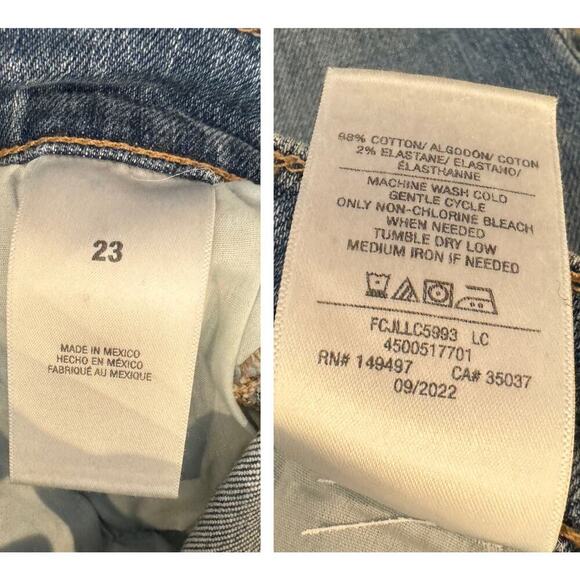 23
MADE IN MEXICO
HECHO EN MÉXICO
FABRIQUÉ AU MEXIQUE
98% COTTON/ ALGODÓN/ COTON
2% ELASTANE/ ELASTANO/
ÉLASTHANNE
MACHINE WASH COLD
GENTLE CYCLE
ONLY NON-CHLORINE BLEACH
WHEN NEEDED
TUMBLE DRY LOW
MEDIUM IRON IF NEEDED
FCJLLC5993 LC
4500517701
RN# 149497 CA# 35037
09/2022